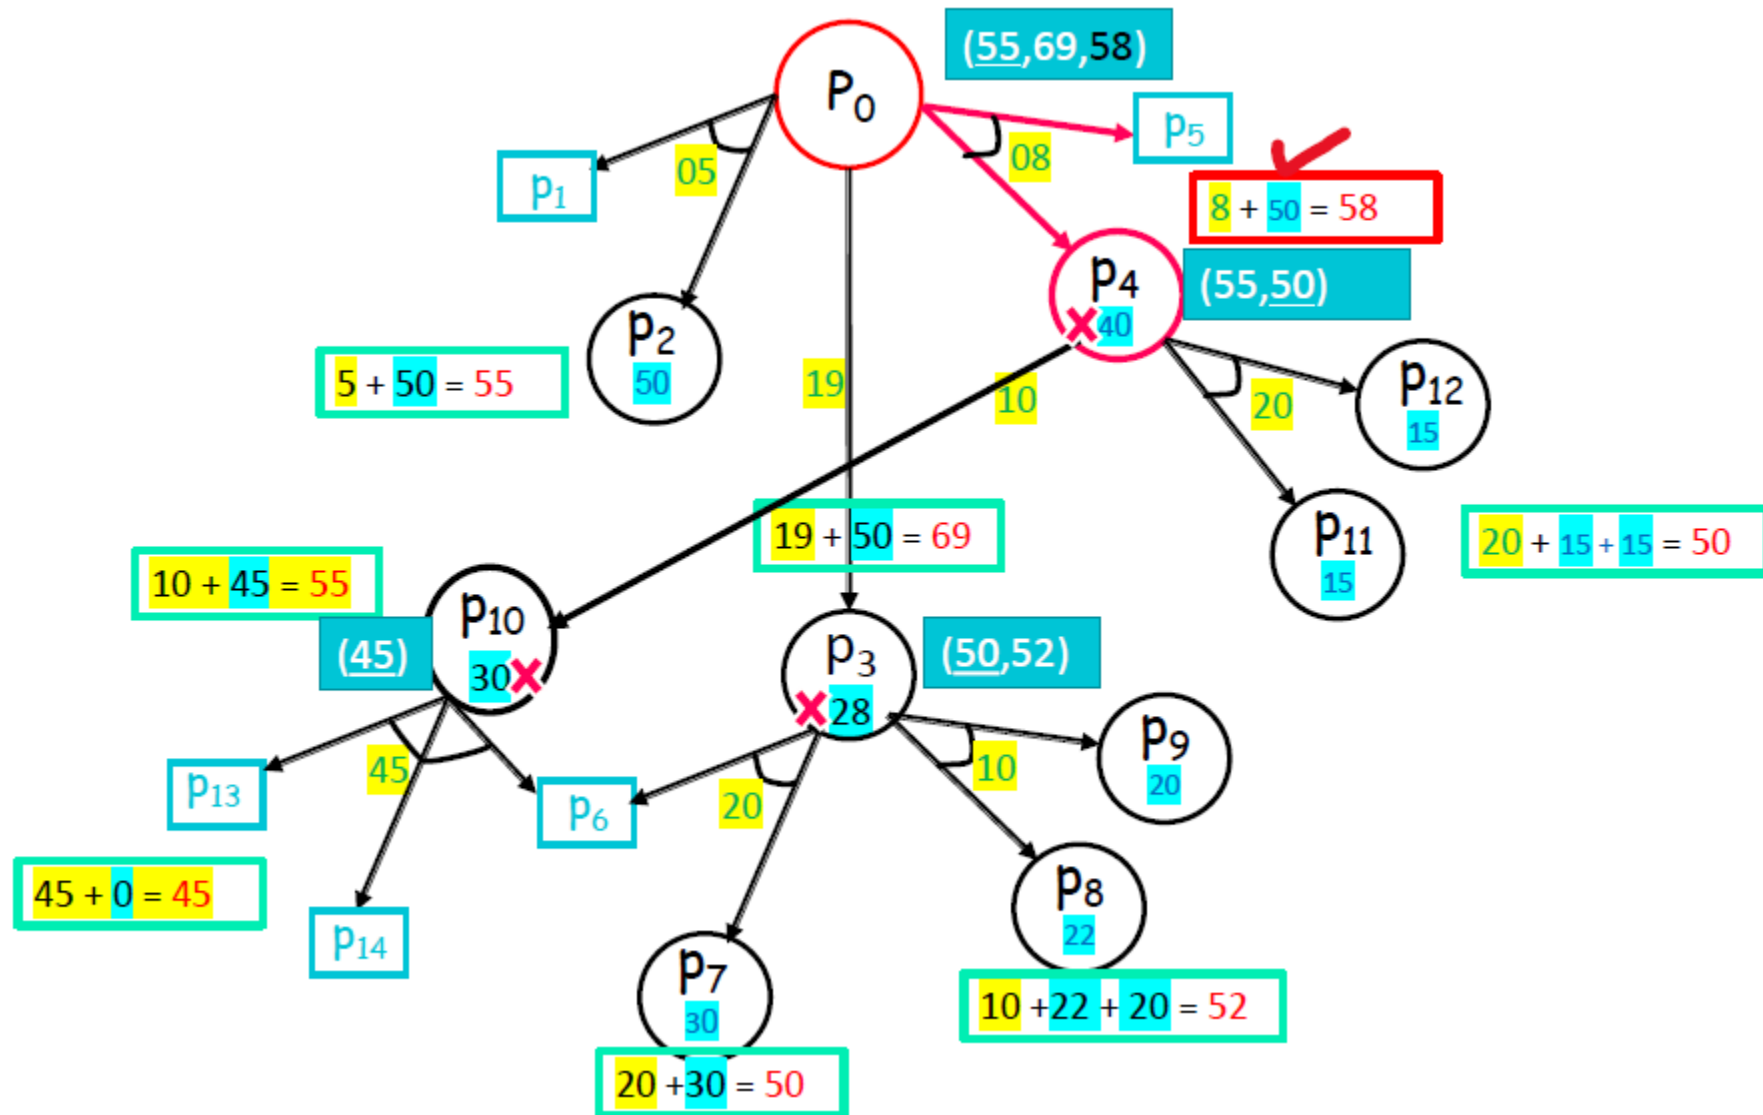 (55,69,58)
P0
p5
05
08
p1
8 + 50 = 58
p4
(55,50)
40
p2
50
5 + 50 = 55
19
10
20
p12
15
19 + 50 = 69
p11
15
20 + 15 + 15 = 50
10 + 45 = 55
p10
(45)
30
p3
(50,52)
28
p9
20
45
p13
20
p6
10
45 + 0 = 45
p8
22
p14
p7
30
10 +22 + 20 = 52
20 +30 = 50